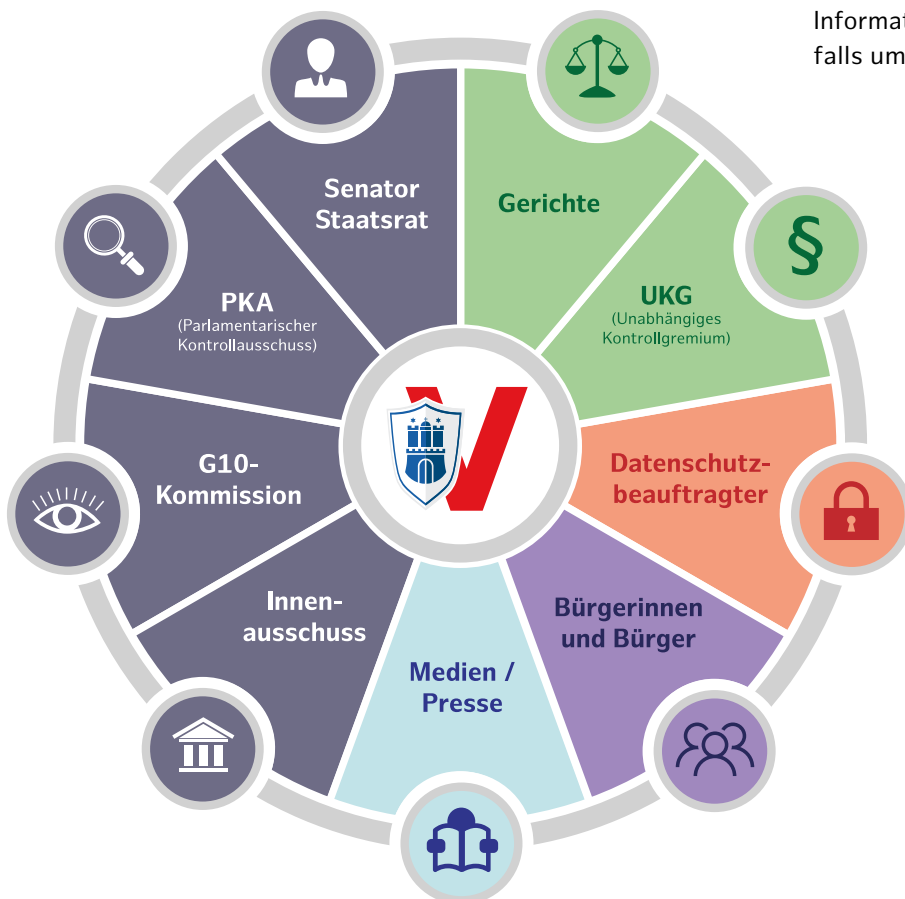 Informat
falls um
Senator
Staatsrat
Gerichte
PKA
(Parlamentarischer
Kontrollausschuss)
UKG
(Unabhängiges
Kontrollgremium)
§
G10-
Kommission
V
Datenschutz-
beauftragter
Innen-
ausschuss
Bürgerinnen
und Bürger
Medien /
Presse